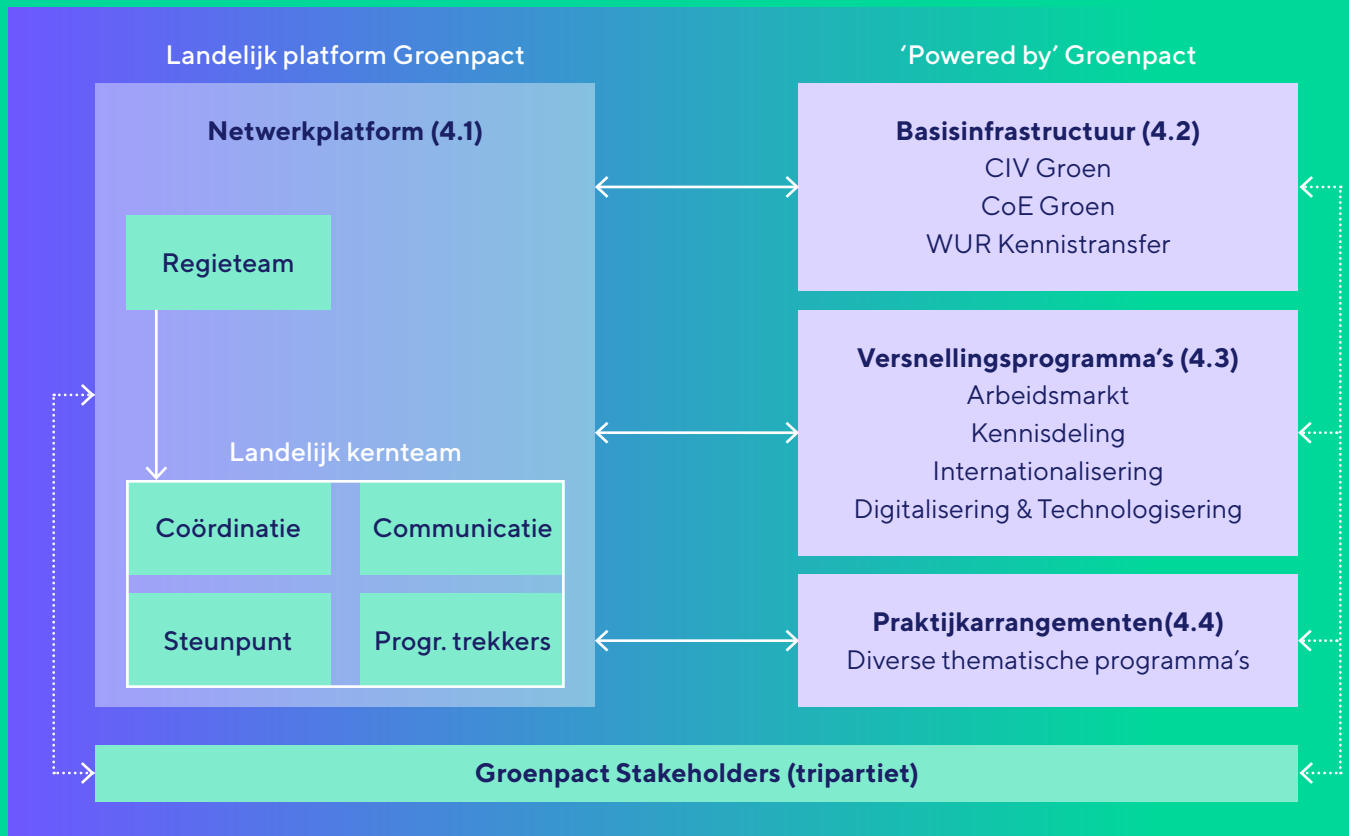 Landelijk platform Groenpact
Netwerkplatform (4.1)
Regieteam
Landelijk kernteam
Coördinatie
Communicatie
Steunpunt
Progr. trekkers
‘Powered by’ Groenpact
Basisinfrastructuur (4.2)
CIV Groen
CoE Groen
WUR Kennistransfer
Versnellingsprogramma’s (4.3)
Arbeidsmarkt
Kennisdeling
Internationalisering
Digitalisering & Technologisering
Praktijkarrangementen(4.4)
Diverse thematische programma’s
Groenpact Stakeholders (tripartiet)